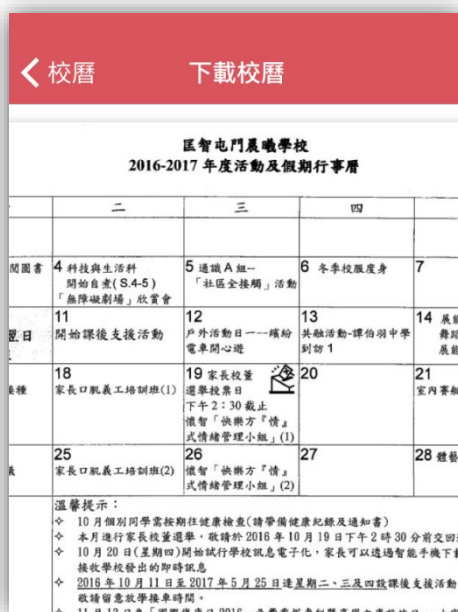 校曆
下載校曆
匡智屯門晨曦學校
2016-2017 年度活動及假期行事曆
二 三 四
閱圖書
4 科技與生活科
開始自煮(S.4-5)
「無障礙劇場」欣賞會
5 通識A組--
「社區全接觸」活動
6 冬季校服度身
7
翌日
11
開始課後支援活動
12
戶外活動日---繽紛
電車開心遊
13
共融活動-譚伯羽中學
到訪 1
14 展能
展能
種
18
家長口肌義工培訓班(1)
19 家長校董
選舉投票日
下午2:30 截止
懷智「快樂方『情』
式情緒管理小組」(1)
20
21
室內賽
25
家長口肌義工培訓班(2)
26
懷智「快樂方『情』
式情緒管理小組」(2)
27
28 體藝
溫馨提示：
✧ 10 月個別同學需按期往健康檢查(請帶備健康紀錄及通知書)
✧ 本月進行家長校董選舉，敬請於 2016 年 10 月 19 日下午 2 時 30 分前交回
✧ 10 月 20 日(星期四)開始試行學校訊息電子化，家長可以透過智能手機下載
接收學校發出的即時訊息
✧ 2016 年 10 月 11 日至 2017 年 5 月 25 日逢星期二、三及四設課後支援活動
敬請留意放學接車時間。